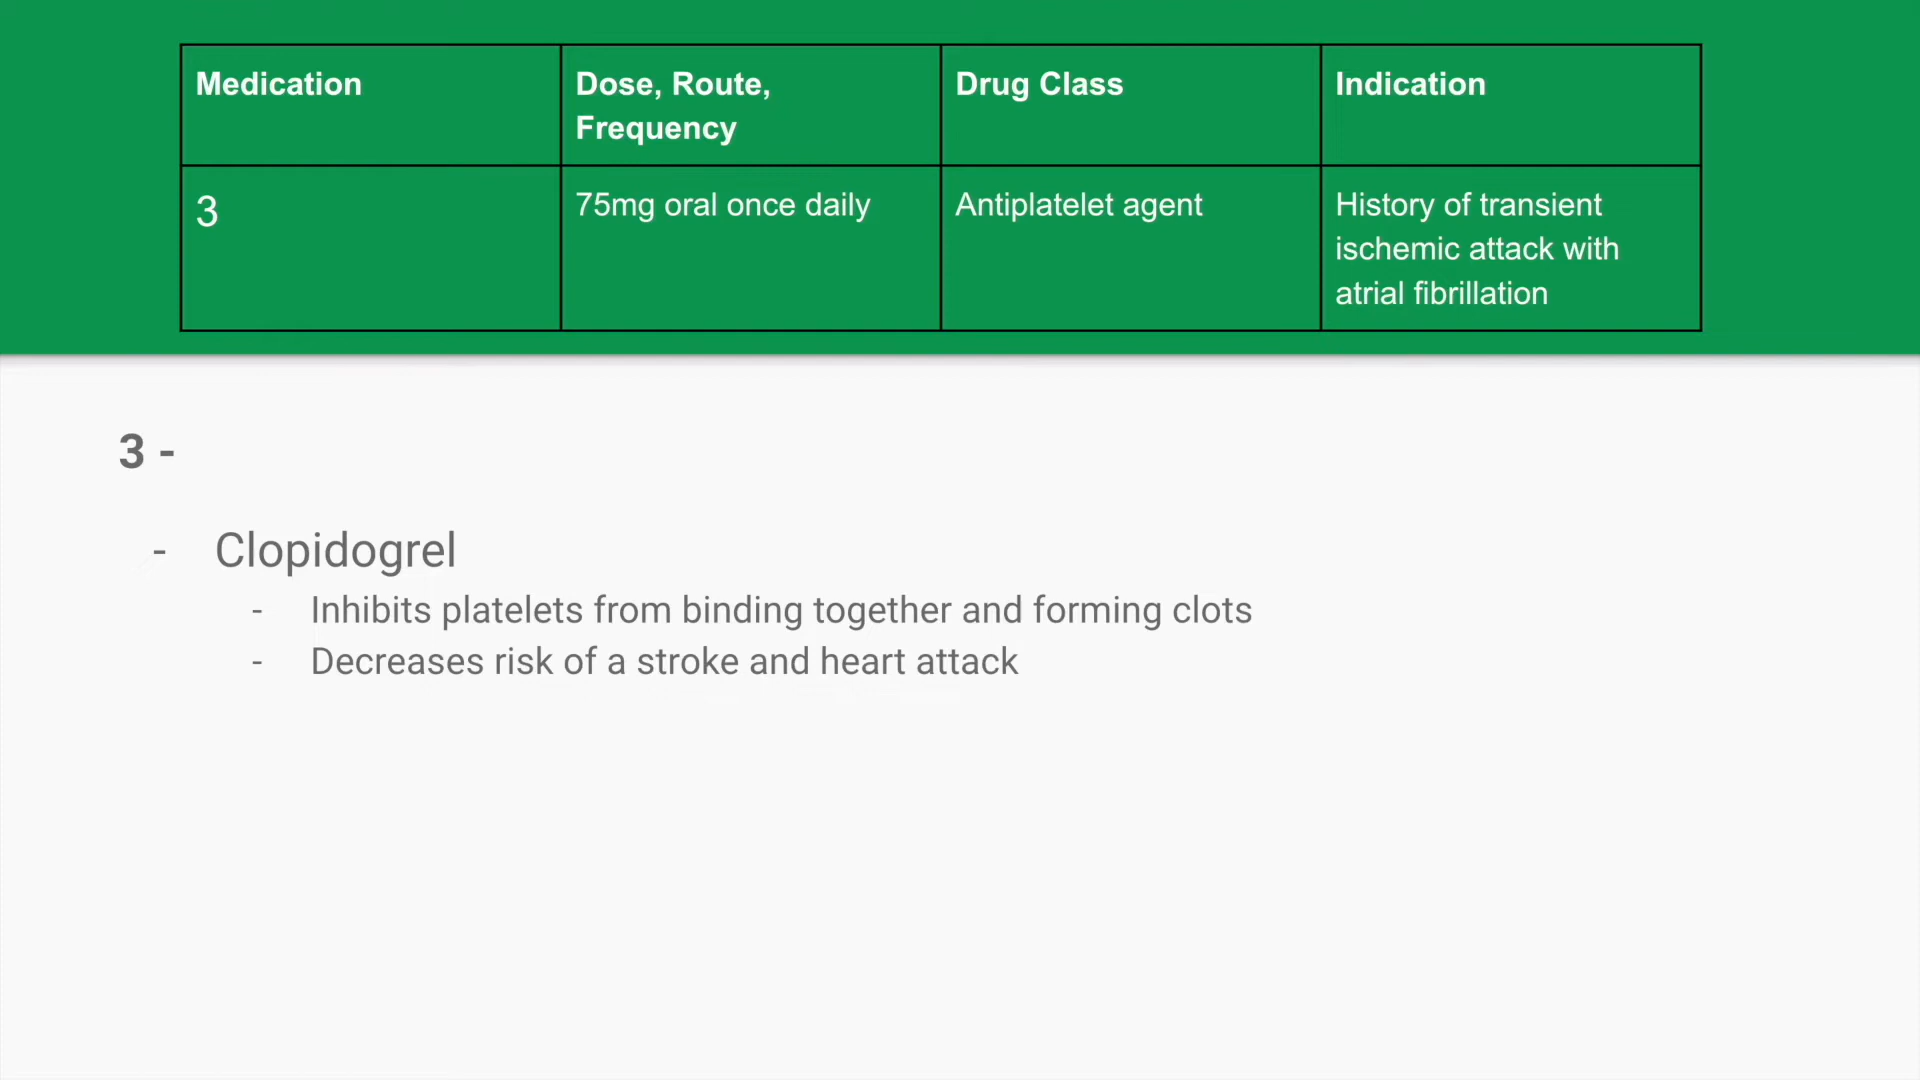 Medication
Dose, Route,
Frequency
Drug Class
Indication
3
75mg oral once daily
Antiplatelet agent
History of transient
ischemic attack with
atrial fibrillation
3 -
- Clopidogrel
- Inhibits platelets from binding together and forming clots
- Decreases risk of a stroke and heart attack